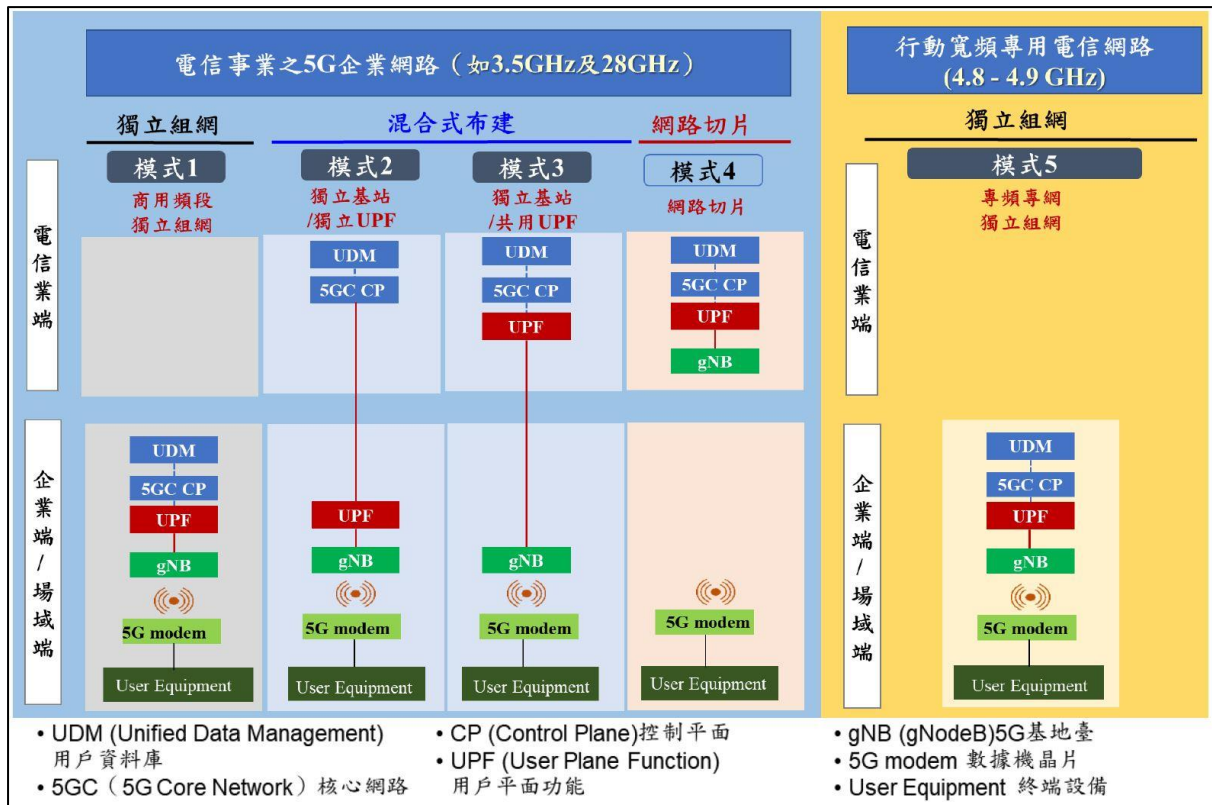 電信事業之5G企業網路（如3.5GHz及28GHz）
行動寬頻專用電信網路
(4.8 - 4.9 GHz)
獨立組網
混合式布建
網路切片
獨立組網
模式1
模式2
模式3
模式4
模式5
商用頻段
獨立組網
獨立基站
/獨立UPF
獨立基站
/共用UPF
網路切片
專頻專網
獨立組網
電信業端
UDM
5GC CP
UDM
5GC CP
UPF
UDM
5GC CP
UPF
gNB
電信業端
企業端/場域端
UDM
5GC CP
UPF
gNB
5G modem
User Equipment
UPF
gNB
5G modem
User Equipment
gNB
5G modem
User Equipment
5G modem
User Equipment
企業端/場域端
UDM
5GC CP
UPF
gNB
5G modem
User Equipment
• UDM (Unified Data Management)
用戶資料庫
• 5GC（5G Core Network）核心網路
• CP (Control Plane)控制平面
• UPF (User Plane Function)
用戶平面功能
• gNB (gNodeB)5G基地臺
• 5G modem 數據機晶片
• User Equipment 終端設備